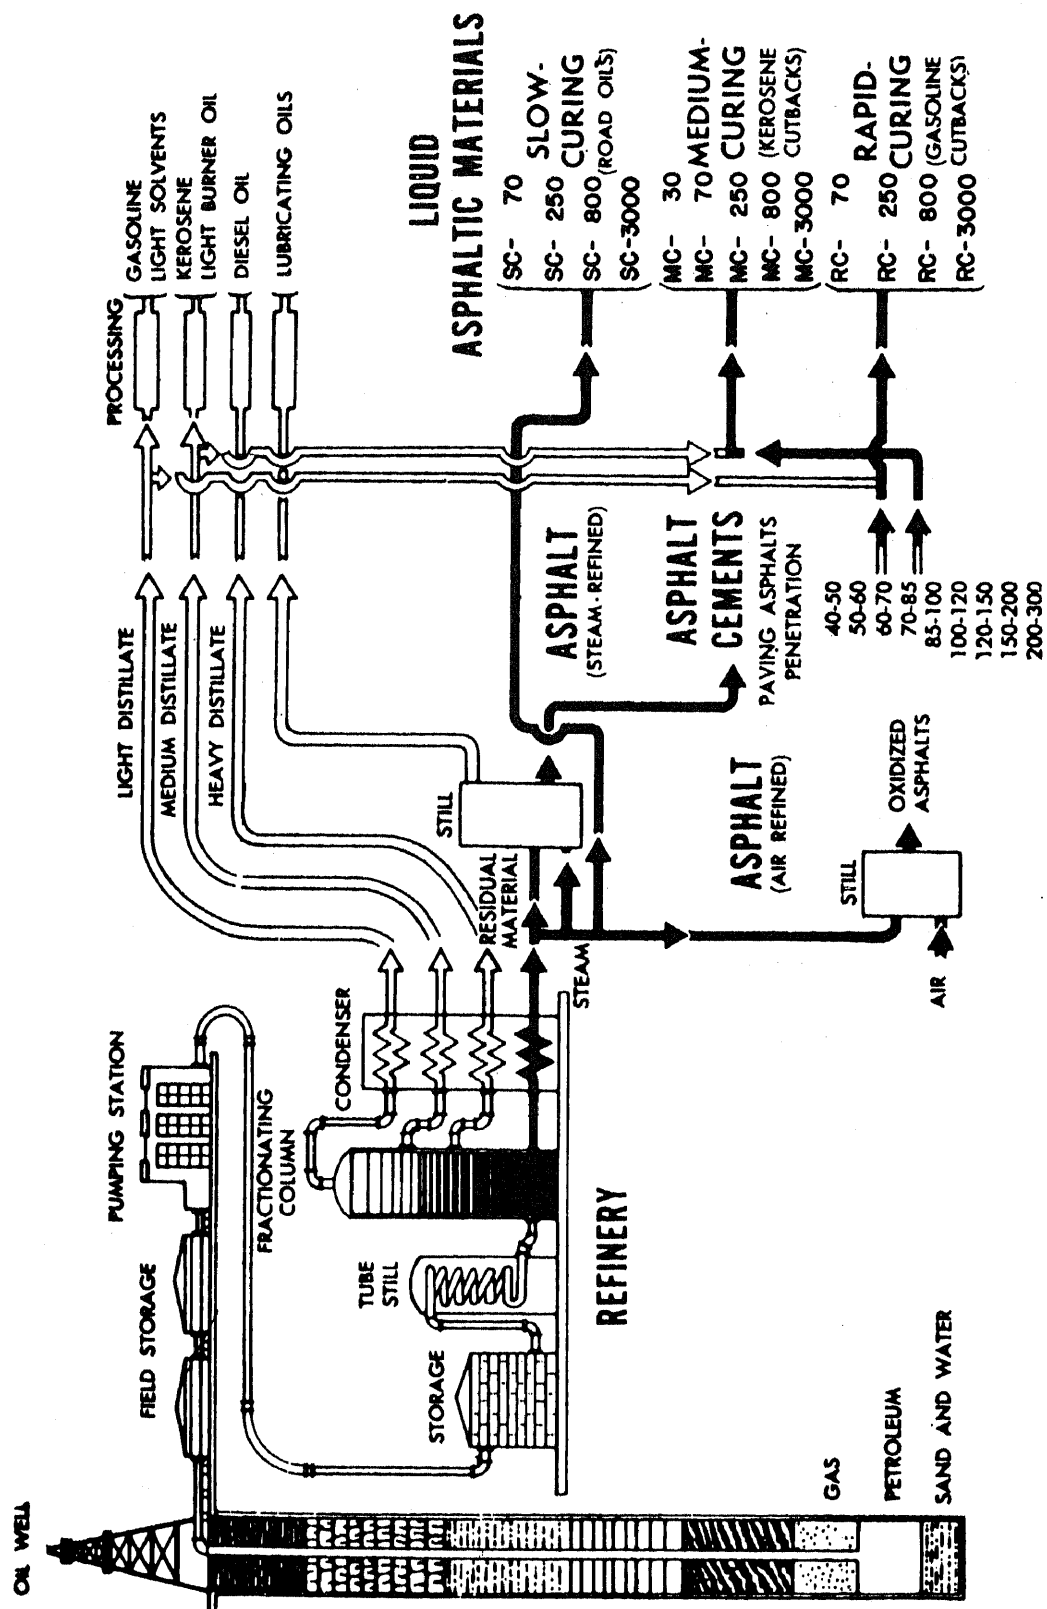 OIL WELL
FIELD STORAGE
PUMPING STATION
FRACTIONATING
COLUMN
STORAGE
TUBE
STILL
CONDENSER
REFINERY
GAS
PETROLEUM
SAND AND WATER
LIGHT DISTILLATE
MEDIUM DISTILLATE
HEAVY DISTILLATE
PROCESSING
GASOLINE
LIGHT SOLVENTS
KEROSENE
LIGHT BURNER OIL
DIESEL OIL
LUBRICATING OILS
STILL
RESIDUAL
MATERIAL
STEAM
ASPHALT
(STEAM-REFINED)
ASPHALT
CEMENTS
PAVING ASPHALTS
PENETRATION
40-50
50-60
60-70
70-85
85-100
100-120
120-150
150-200
200-300
ASPHALT
(AIR REFINED)
STILL
AIR
OXIDIZED
ASPHALTS
LIQUID
ASPHALTIC MATERIALS
SC- 70
SC- 250
SC- 800
SC-3000
SLOW-
CURING
(ROAD OILS)
MC- 30
MC- 70
MC- 250
MC- 800
MC-3000
MEDIUM-
CURING
(KEROSENE
CUTBACKS)
RC- 70
RC- 250
RC- 800
RC-3000
RAPID-
CURING
(GASOLINE
CUTBACKS)